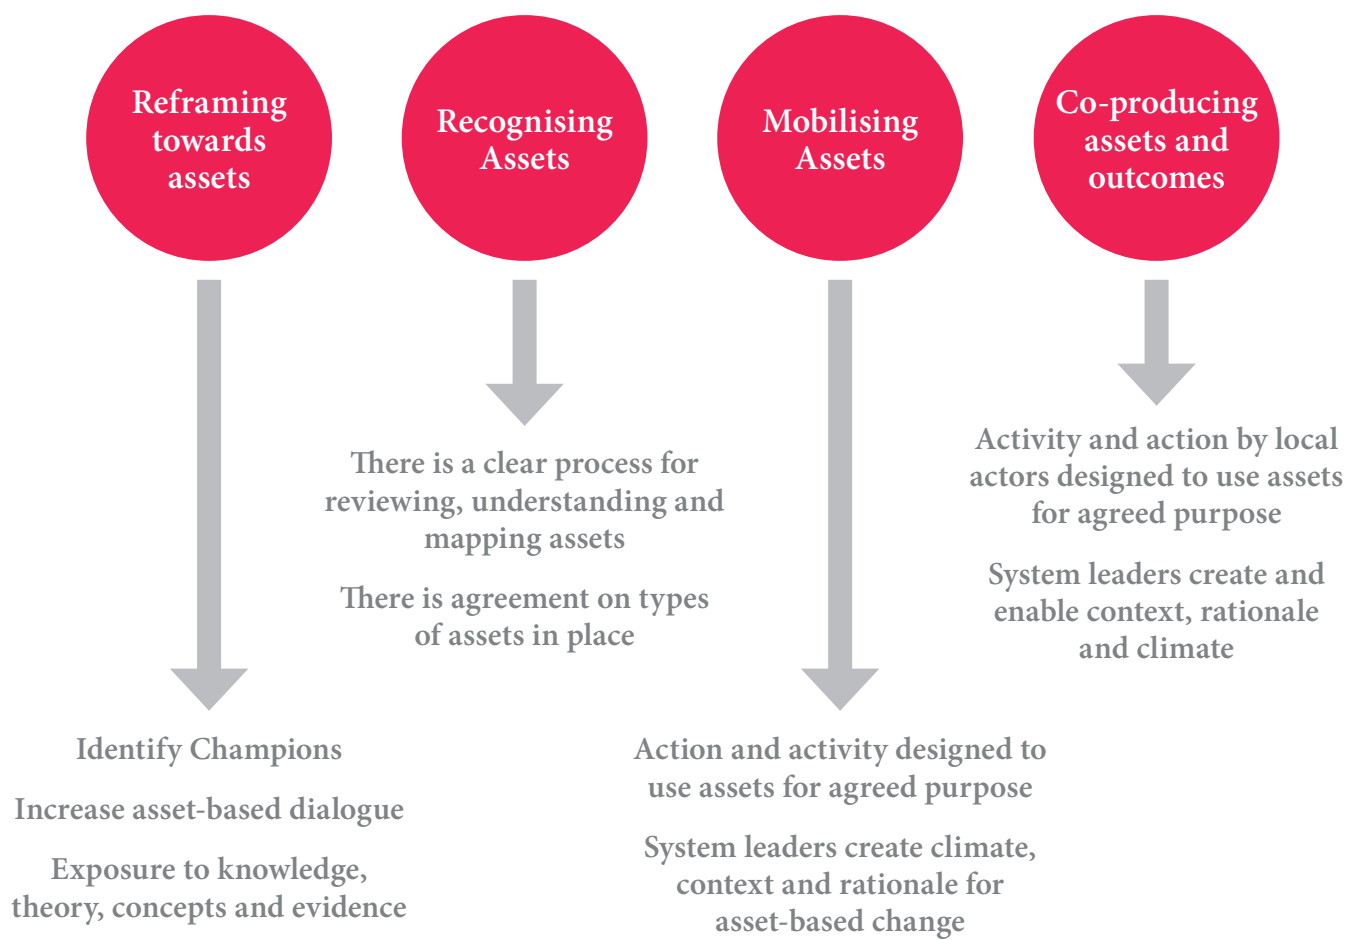 Reframing
towards
assets
Identify Champions
Increase asset-based dialogue
Exposure to knowledge,
theory, concepts and evidence
Recognising
Assets
There is a clear process for
reviewing, understanding and
mapping assets
There is agreement on types
of assets in place
Mobilising
Assets
Action and activity designed to
use assets for agreed purpose
System leaders create climate,
context and rationale for
asset-based change
Co-producing
assets and
outcomes
Activity and action by local
actors designed to use assets
for agreed purpose
System leaders create and
enable context, rationale
and climate